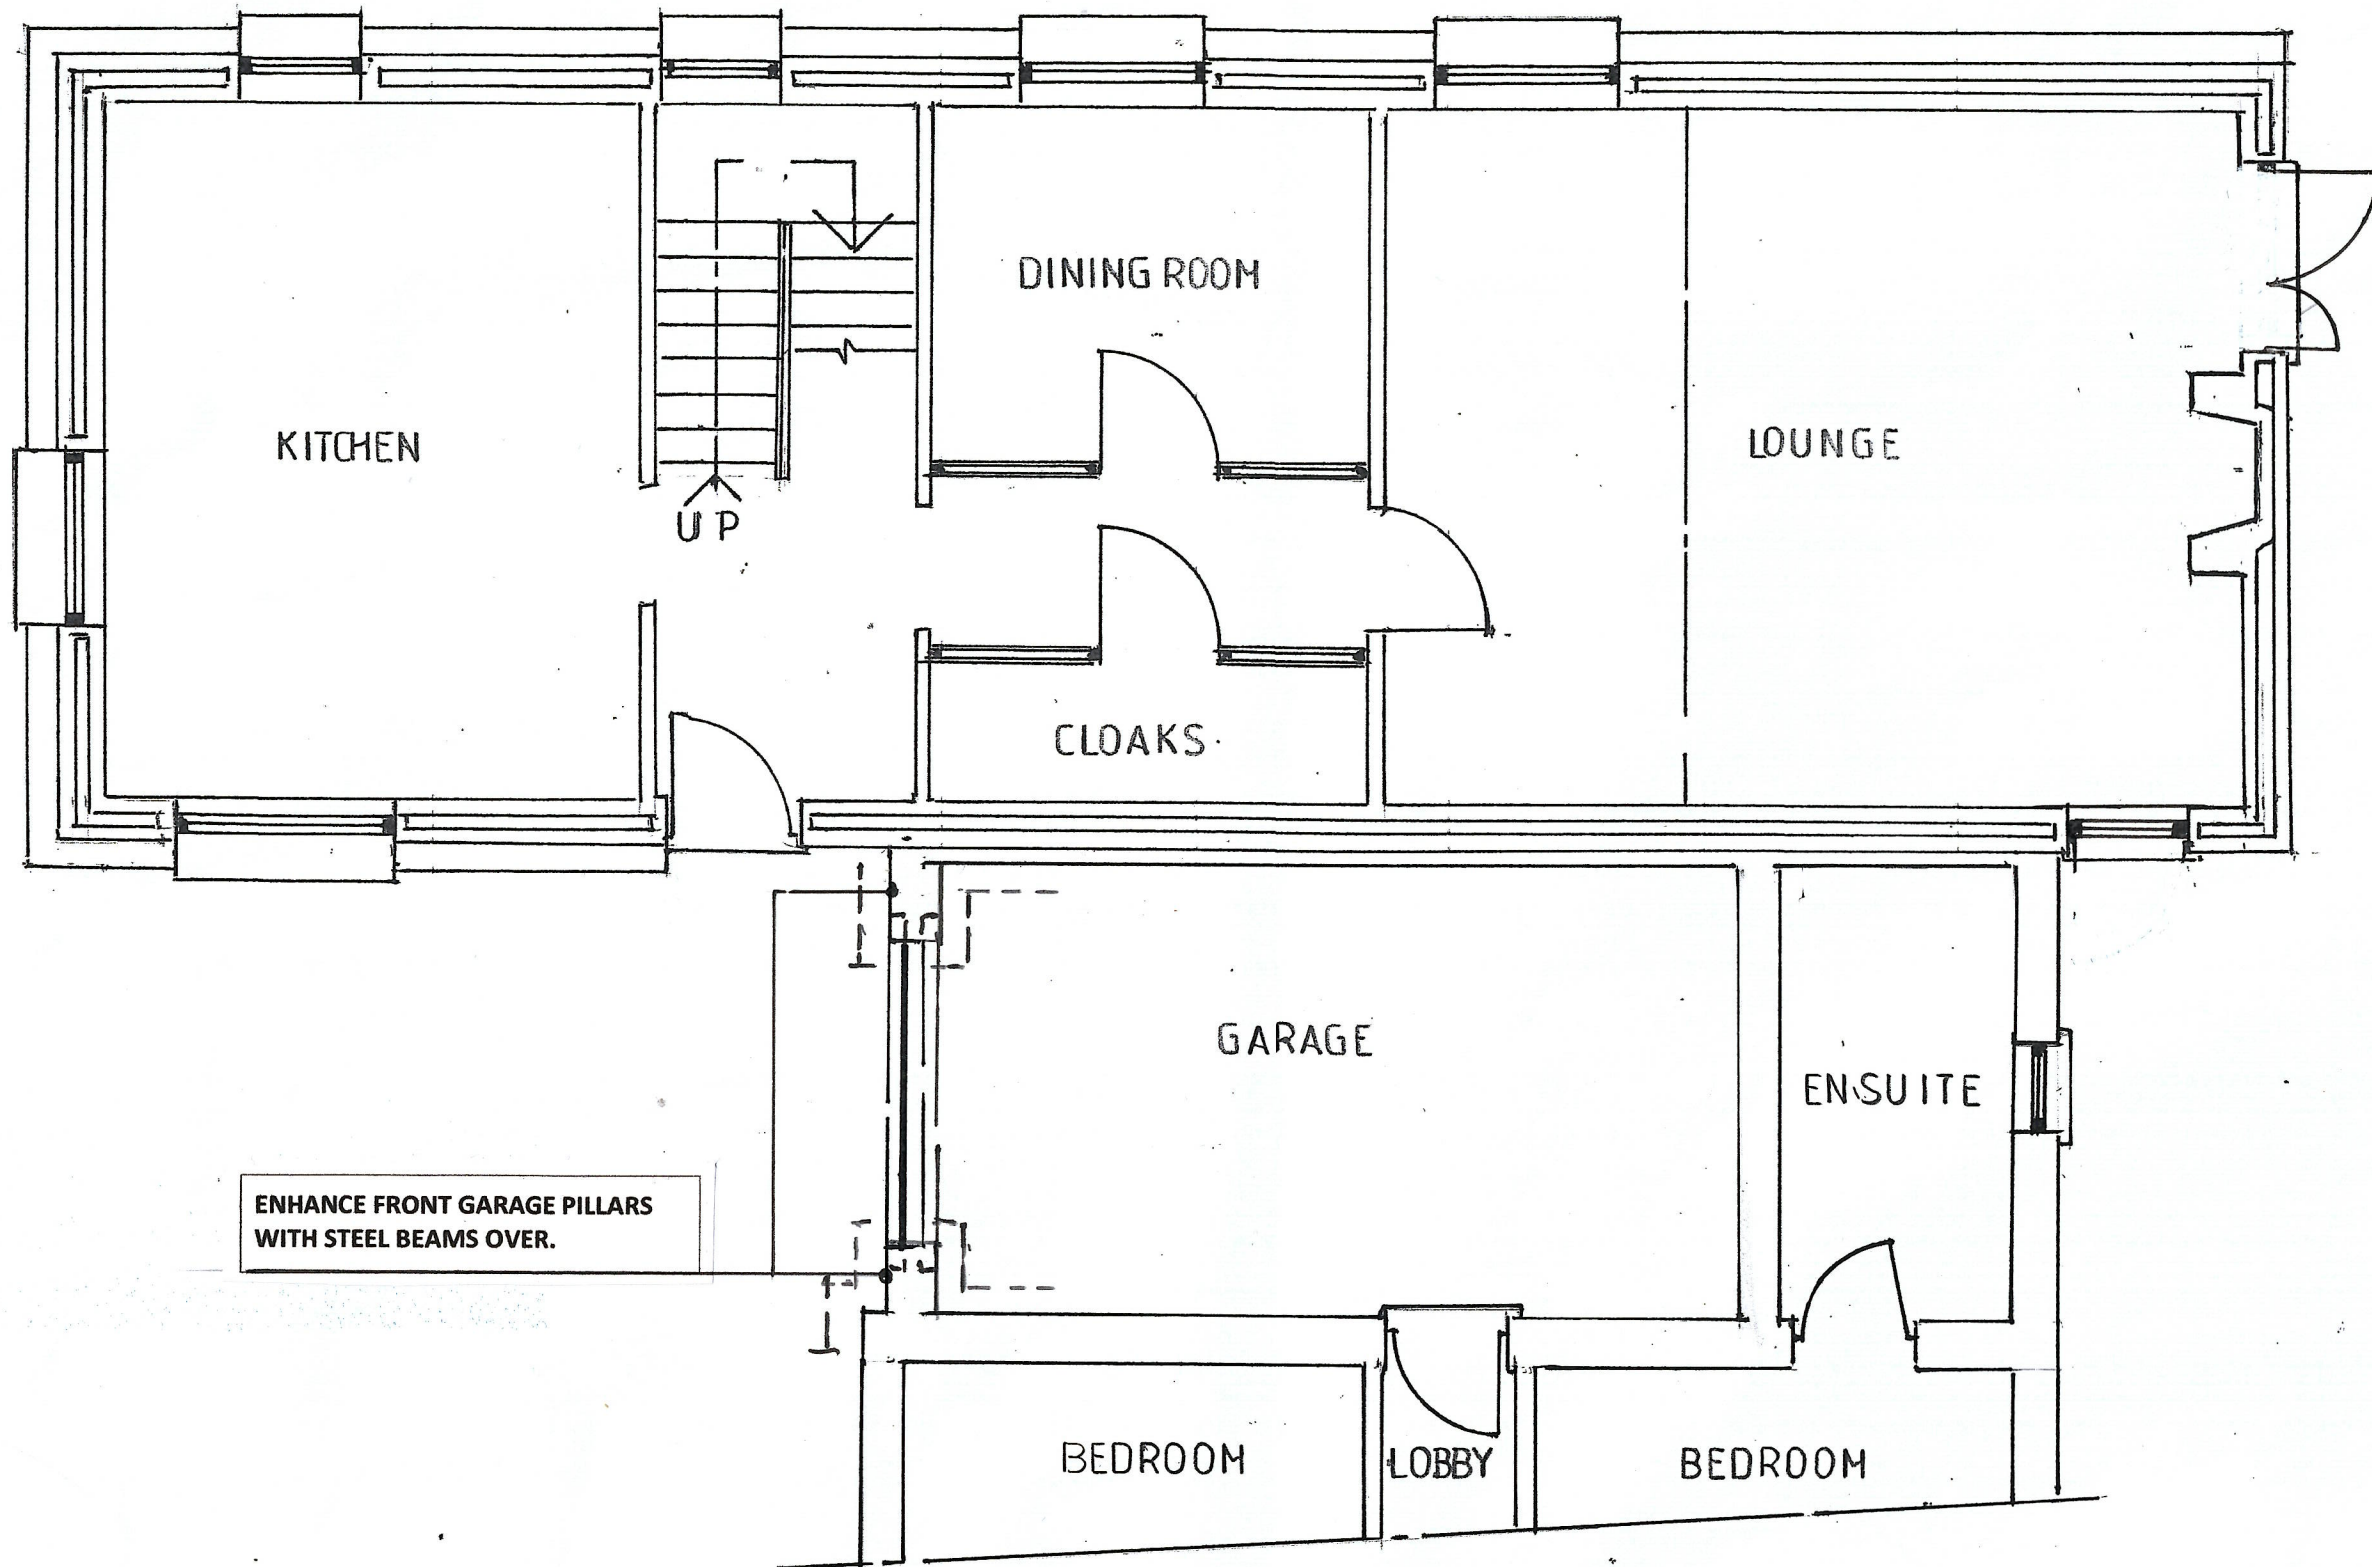 DINING ROOM
KITCHEN
LOUNGE
UP
CLOAKS
GARAGE
ENSUITE
ENHANCE FRONT GARAGE PILLARS
WITH STEEL BEAMS OVER.
BEDROOM
LOBBY
BEDROOM